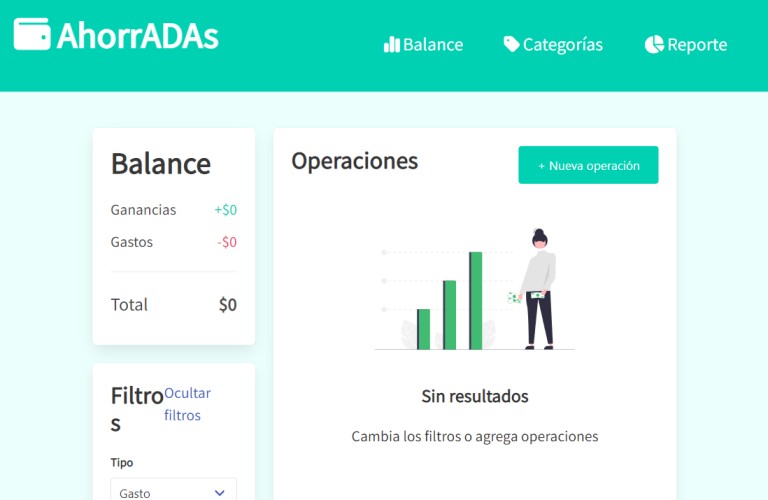 AhorrADAs
Balance
Categorías
Reporte
Balance
Ganancias +$0
Gastos -$0
Total $0
Operaciones
+ Nueva operación
Sin resultados
Cambia los filtros o agrega operaciones
Filtro
s
Ocultar
filtros
Tipo
Gasto